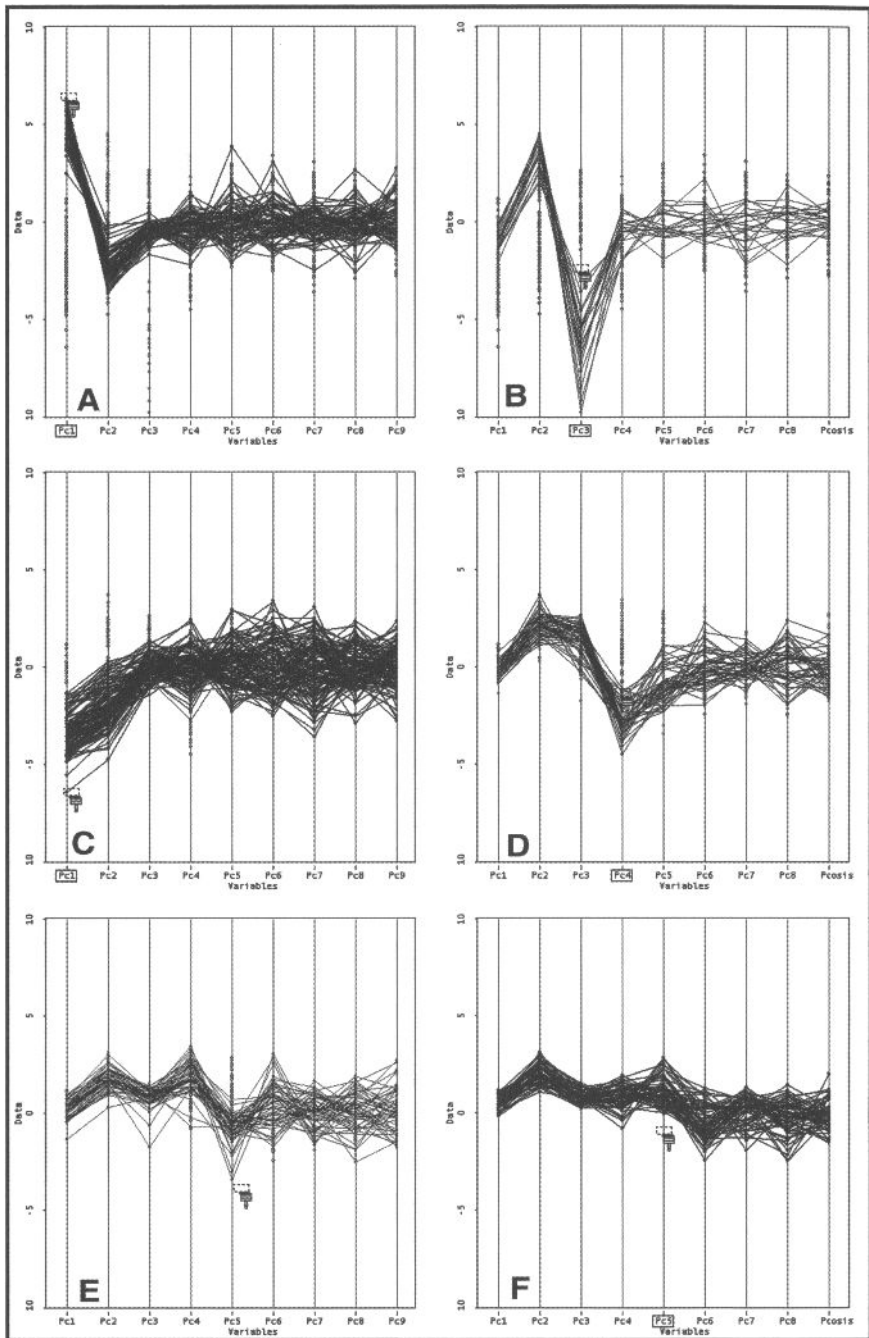 10 10
5 5
Data 0 Data 0
-5 -5
10 A 10 B
Pc1 Pc2 Pc3 Pc4 Pc5 Pc6 Pc7 Pc8 Pc9 Pc1 Pc2 Pc3 Pc4 Pc5 Pc6 Pc7 Pc8 Pcosis
Variables Variables
10 10
5 5
Data 0 Data 0
-5 -5
10 C 10 D
Pc1 Pc2 Pc3 Pc4 Pc5 Pc6 Pc7 Pc8 Pc9 Pc1 Pc2 Pc3 Pc4 Pc5 Pc6 Pc7 Pc8 Pcosis
Variables Variables
10 10
5 5
Data 0 Data 0
-5 -5
10 E 10 F
Pc1 Pc2 Pc3 Pc4 Pc5 Pc6 Pc7 Pc8 Pc9 Pc1 Pc2 Pc3 Pc4 Pc5 Pc6 Pc7 Pc8 Pcosis
Variables Variables